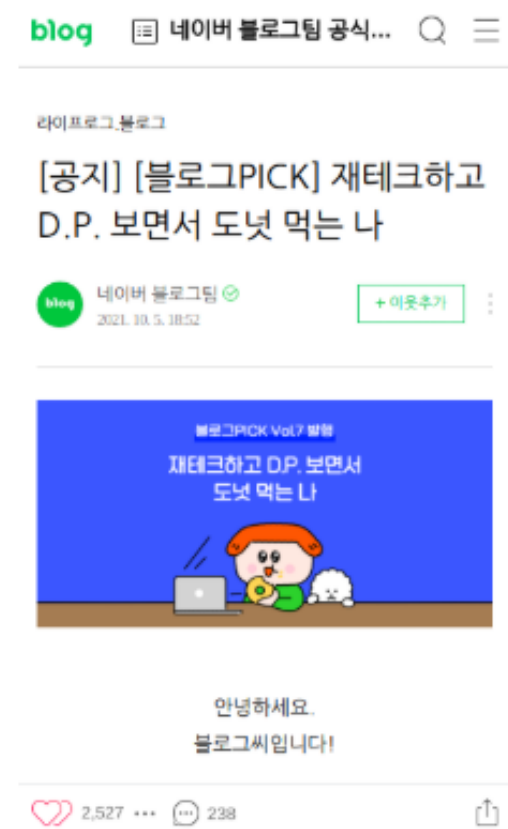 blog 네이버 블로그팀 공식...
라이프로그.블로그
[공지] [블로그PICK] 재테크하고
D.P. 보면서 도넛 먹는 나
blog
네이버 블로그팀
+ 이웃추가
2021. 10. 5. 18:52
블로그PICK Vol.7 발행
재테크하고 D.P. 보면서
도넛 먹는 나
안녕하세요.
블로그씨입니다!
2,527 ... 238